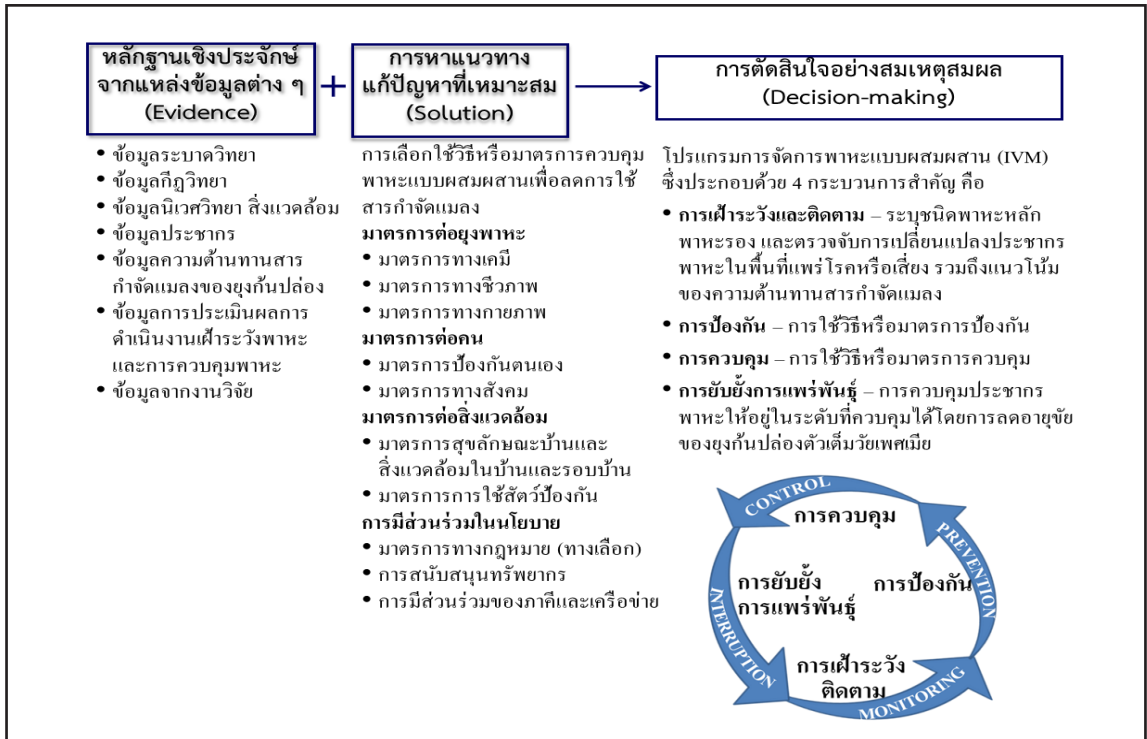 หลักฐานเชิงประจักษ์
จากแหล่งข้อมูลต่าง ๆ
(Evidence)
+
การหาแนวทาง
แก้ปัญหาที่เหมาะสม
(Solution)
การตัดสินใจอย่างสมเหตุสมผล
(Decision-making)
• ข้อมูลระบาดวิทยา
• ข้อมูลกีฏวิทยา
• ข้อมูลนิเวศวิทยา สิ่งแวดล้อม
• ข้อมูลประชากร
• ข้อมูลความต้านทานสาร
กำจัดแมลงของยุงก้นปล่อง
• ข้อมูลการประเมินผลการ
ดำเนินงานเฝ้าระวังพาหะ
และการควบคุมพาหะ
• ข้อมูลจากงานวิจัย
การเลือกใช้วิธีหรือมาตรการควบคุม
พาหะแบบผสมผสานเพื่อลดการใช้
สารกำจัดแมลง
มาตรการต่อยุงพาหะ
• มาตรการทางเคมี
• มาตรการทางชีวภาพ
• มาตรการทางกายภาพ
มาตรการต่อคน
• มาตรการป้องกันตนเอง
• มาตรการทางสังคม
มาตรการต่อสิ่งแวดล้อม
• มาตรการสุขลักษณะบ้านและ
สิ่งแวดล้อมในบ้านและรอบบ้าน
• มาตรการการใช้สัตว์ป้องกัน
การมีส่วนร่วมในนโยบาย
• มาตรการทางกฎหมาย (ทางเลือก)
• การสนับสนุนทรัพยากร
• การมีส่วนร่วมของภาคีและเครือข่าย
โปรแกรมการจัดการพาหะแบบผสมผสาน (IVM)
ซึ่งประกอบด้วย 4 กระบวนการสำคัญ คือ
• การเฝ้าระวังและติดตาม – ระบุชนิดพาหะหลัก
พาหะรอง และตรวจจับการเปลี่ยนแปลงประชากร
พาหะในพื้นที่แพร่โรคหรือเสี่ยง รวมถึงแนวโน้ม
ของความต้านทานสารกำจัดแมลง
• การป้องกัน – การใช้วิธีหรือมาตรการป้องกัน
• การควบคุม – การใช้วิธีหรือมาตรการควบคุม
• การยับยั้งการแพร่พันธุ์ – การควบคุมประชากร
พาหะให้อยู่ในระดับที่ควบคุมได้โดยการลดอายุขัย
ของยุงก้นปล่องตัวเต็มวัยเพศเมีย
CONTROL
การควบคุม
PREVENTION
การป้องกัน
INTERRUPTION
การยับยั้ง
การแพร่พันธุ์
การเฝ้าระวัง
ติดตาม
MONITORING